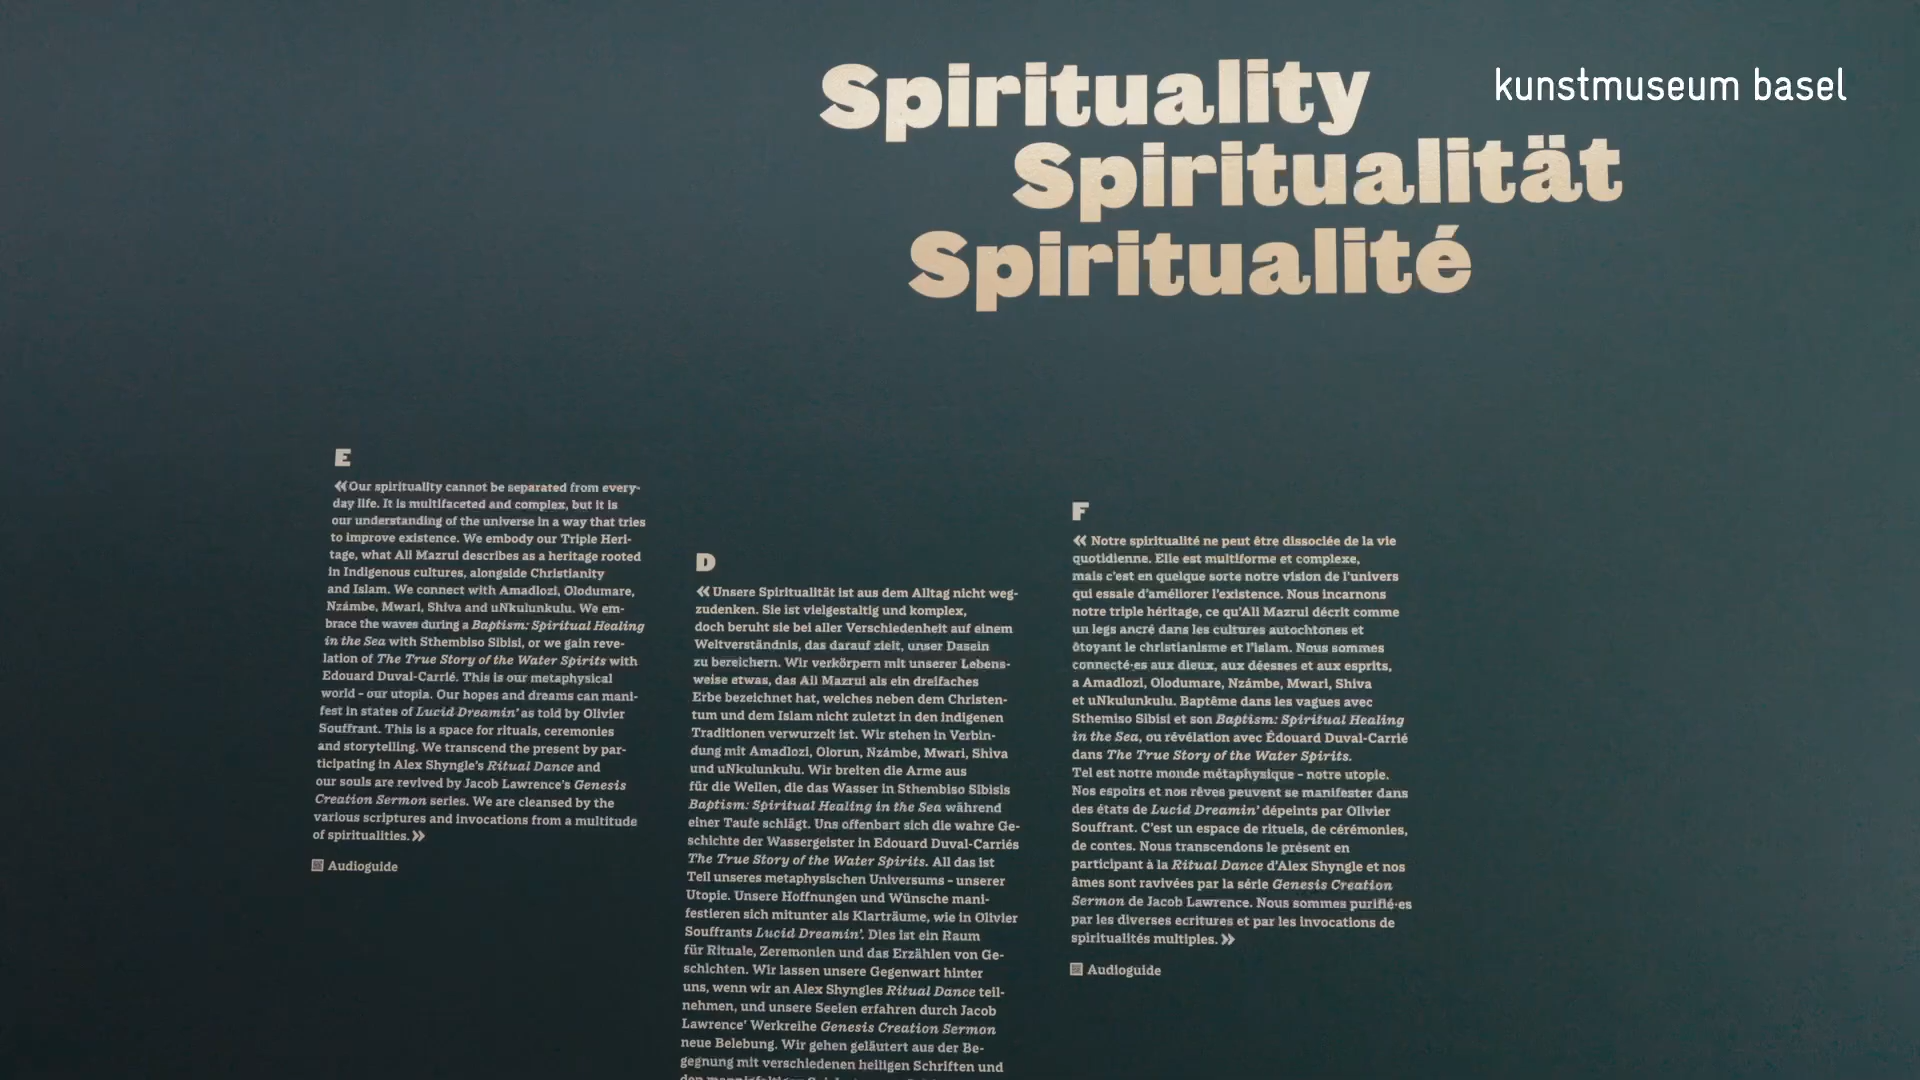 Spirituality
Spiritualität
Spiritualité
kunstmuseum basel
E
«Our spirituality cannot be separated from every-
day life. It is multifaceted and complex, but it is
our understanding of the universe in a way that tries
to improve existence. We embody our Triple Heri-
tage, what Ali Mazrui describes as a heritage rooted
in Indigenous cultures, alongside Christianity
and Islam. We connect with Amadlozi, Olodumare,
Nzámbe, Mwari, Shiva and uNkulunkulu. We em-
brace the waves during a Baptism: Spiritual Healing
in the Sea with Sthembiso Sibisi, or we gain reve-
lation of The True Story of the Water Spirits with
Edouard Duval-Carrié. This is our metaphysical
world – our utopia. Our hopes and dreams can mani-
fest in states of Lucid Dreamin' as told by Olivier
Souffrant. This is a space for rituals, ceremonies
and storytelling. We transcend the present by par-
ticipating in Alex Shyngle's Ritual Dance and
our souls are revived by Jacob Lawrence's Genesis
Creation Sermon series. We are cleansed by the
various scriptures and invocations from a multitude
of spiritualities.»
Audioguide
D
«Unsere Spiritualität ist aus dem Alltag nicht weg-
zudenken. Sie ist vielgestaltig und komplex,
doch beruht sie bei aller Verschiedenheit auf einem
Weltverständnis, das darauf zielt, unser Dasein
zu bereichern. Wir verkörpern mit unserer Lebens-
weise etwas, das Ali Mazrui als ein dreifaches
Erbe bezeichnet hat, welches neben dem Christen-
tum und dem Islam nicht zuletzt in den indigenen
Traditionen verwurzelt ist. Wir stehen in Verbin-
dung mit Amadlozi, Olorun, Nzámbe, Mwari, Shiva
und uNkulunkulu. Wir breiten die Arme aus
für die Wellen, die das Wasser in Sthembiso Sibisis
Baptism: Spiritual Healing in the Sea während
einer Taufe schlägt. Uns offenbart sich die wahre Ge-
schichte der Wassergeister in Edouard Duval-Carriés
The True Story of the Water Spirits. All das ist
Teil unseres metaphysischen Universums – unserer
Utopie. Unsere Hoffnungen und Wünsche mani-
festieren sich mitunter als Klarträume, wie in Olivier
Souffrants Lucid Dreamin'. Dies ist ein Raum
für Rituale, Zeremonien und das Erzählen von Ge-
schichten. Wir lassen unsere Gegenwart hinter
uns, wenn wir an Alex Shyngles Ritual Dance teil-
nehmen, und unsere Seelen erfahren durch Jacob
Lawrence' Werkreihe Genesis Creation Sermon
neue Belebung. Wir gehen geläutert aus der Be-
gegnung mit verschiedenen heiligen Schriften und
F
« Notre spiritualité ne peut être dissociée de la vie
quotidienne. Elle est multiforme et complexe,
mais c'est en quelque sorte notre vision de l'univers
qui essaie d'améliorer l'existence. Nous incarnons
notre triple héritage, ce qu'Ali Mazrui décrit comme
un legs ancré dans les cultures autochtones et
ôtoyant le christianisme et l'islam. Nous sommes
connecté·es aux dieux, aux déesses et aux esprits,
a Amadlozi, Olodumare, Nzámbe, Mwari, Shiva
et uNkulunkulu. Baptême dans les vagues avec
Sthemiso Sibisi et son Baptism: Spiritual Healing
in the Sea, ou révélation avec Édouard Duval-Carrié
dans The True Story of the Water Spirits.
Tel est notre monde métaphysique – notre utopie.
Nos espoirs et nos rêves peuvent se manifester dans
des états de Lucid Dreamin' dépeints par Olivier
Souffrant. C'est un espace de rituels, de cérémonies,
de contes. Nous transcendons le présent en
participant à la Ritual Dance d'Alex Shyngle et nos
âmes sont ravivées par la série Genesis Creation
Sermon de Jacob Lawrence. Nous sommes purifié·es
par les diverses ecritures et par les invocations de
spiritualités multiples. »
Audioguide